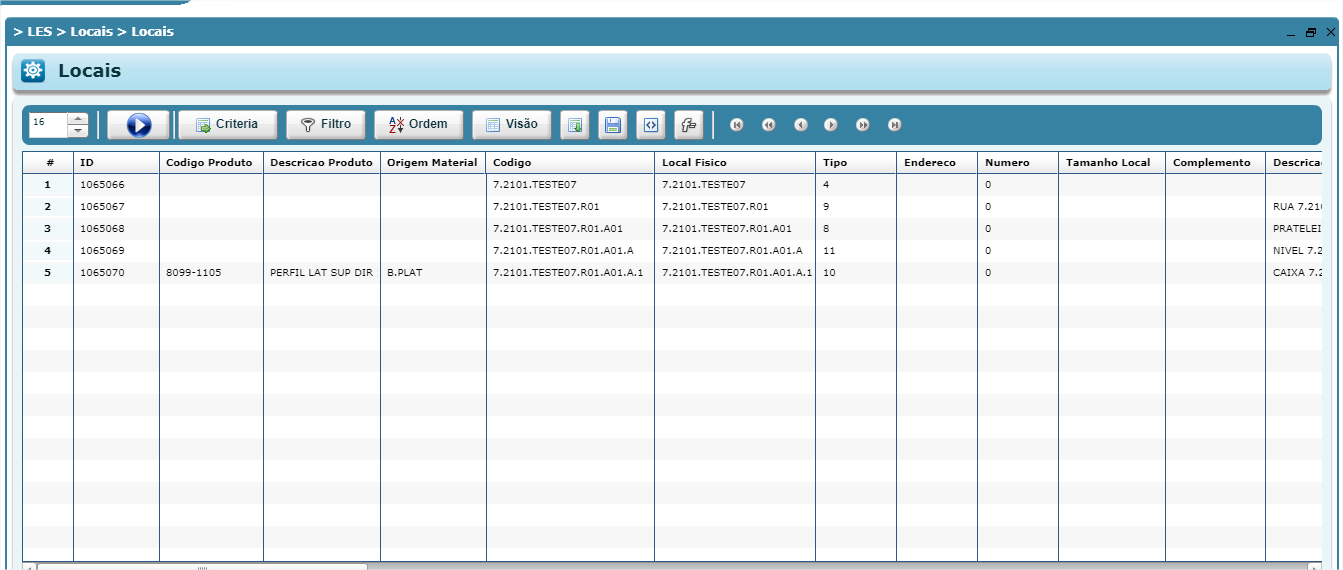 > LES > Locais > Locais
Locais
16 Criteria Filtro Ordem Visão
# ID Codigo Produto Descricao Produto Origem Material Codigo Local Fisico Tipo Endereco Numero Tamanho Local Complemento Descrica
1 1065066 7.2101.TESTE07 7.2101.TESTE07 4 0
2 1065067 7.2101.TESTE07.R01 7.2101.TESTE07.R01 9 0 RUA 7.210
3 1065068 7.2101.TESTE07.R01.A01 7.2101.TESTE07.R01.A01 8 0 PRATELEI
4 1065069 7.2101.TESTE07.R01.A01.A 7.2101.TESTE07.R01.A01.A 11 0 NIVEL 7.2
5 1065070 8099-1105 PERFIL LAT SUP DIR B.PLAT 7.2101.TESTE07.R01.A01.A.1 7.2101.TESTE07.R01.A01.A.1 10 0 CAIXA 7.2